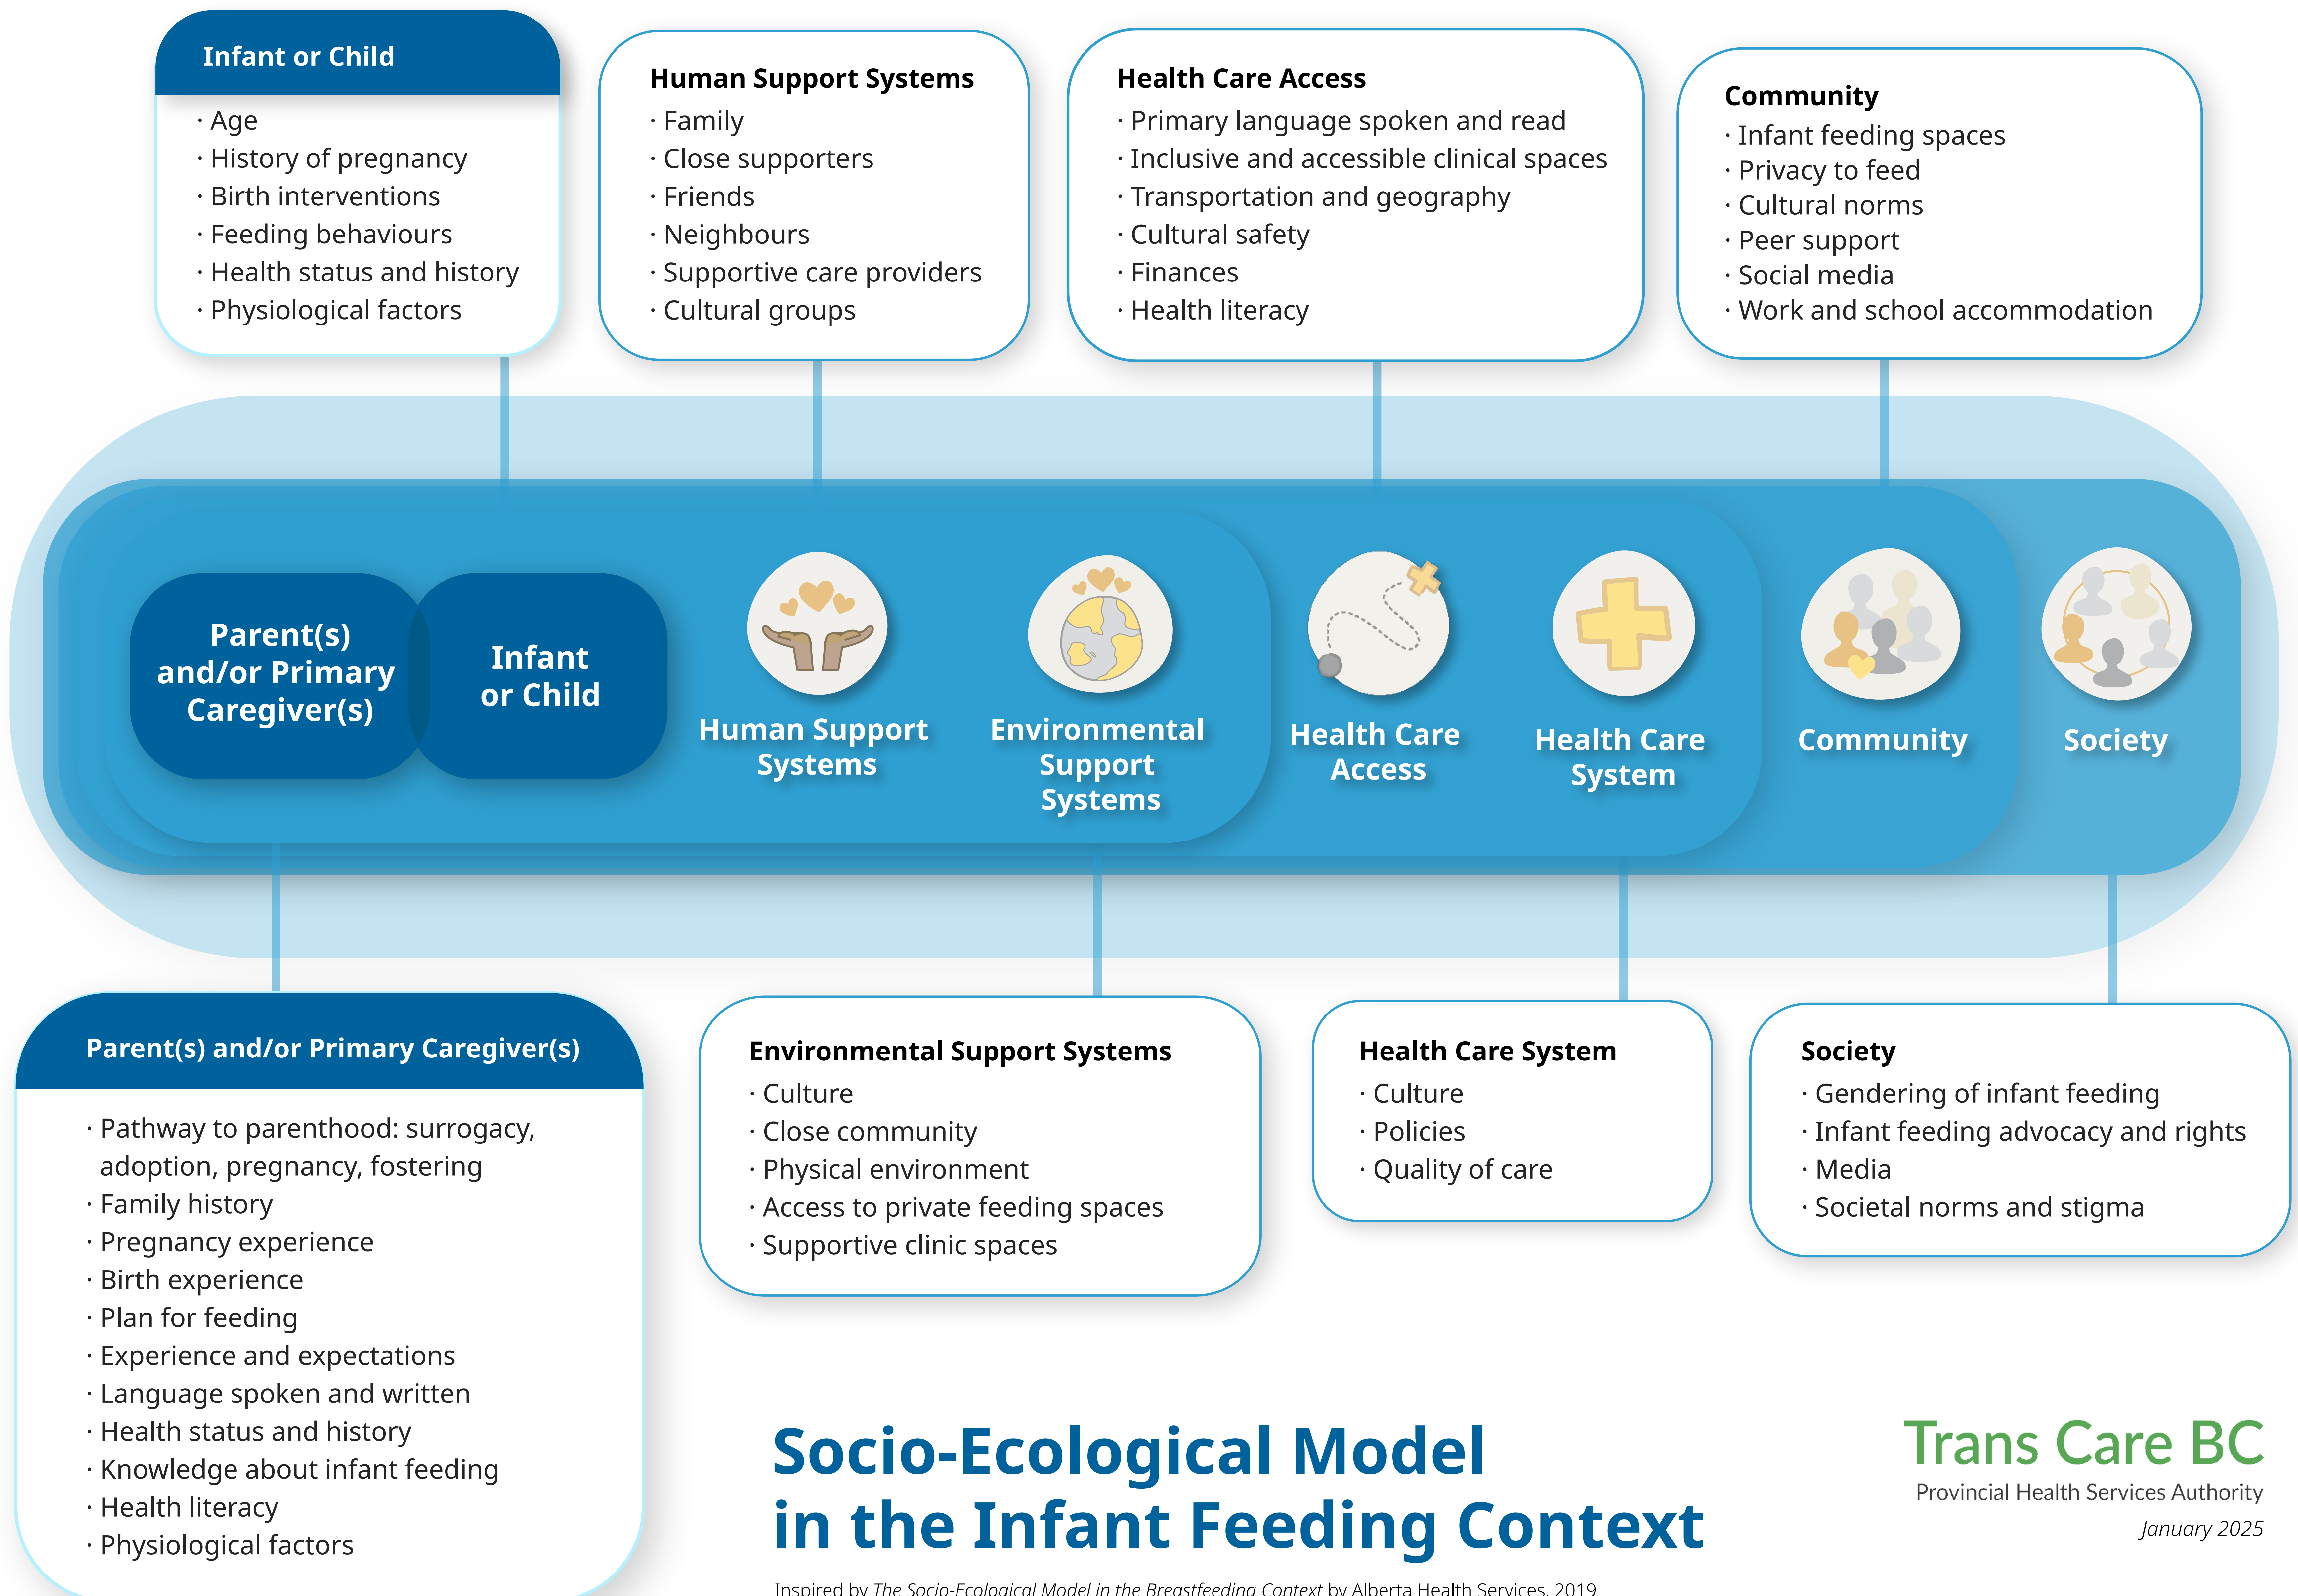 Infant or Child
· Age
· History of pregnancy
· Birth interventions
· Feeding behaviours
· Health status and history
· Physiological factors
Human Support Systems
· Family
· Close supporters
· Friends
· Neighbours
· Supportive care providers
· Cultural groups
Health Care Access
· Primary language spoken and read
· Inclusive and accessible clinical spaces
· Transportation and geography
· Cultural safety
· Finances
· Health literacy
Community
· Infant feeding spaces
· Privacy to feed
· Cultural norms
· Peer support
· Social media
· Work and school accommodation
Parent(s)
and/or Primary
Caregiver(s)
Infant
or Child
Human Support
Systems
Environmental
Support
Systems
Health Care
Access
Health Care
System
Community
Society
Parent(s) and/or Primary Caregiver(s)
· Pathway to parenthood: surrogacy,
adoption, pregnancy, fostering
· Family history
· Pregnancy experience
· Birth experience
· Plan for feeding
· Experience and expectations
· Language spoken and written
· Health status and history
· Knowledge about infant feeding
· Health literacy
· Physiological factors
Environmental Support Systems
· Culture
· Close community
· Physical environment
· Access to private feeding spaces
· Supportive clinic spaces
Health Care System
· Culture
· Policies
· Quality of care
Society
· Gendering of infant feeding
· Infant feeding advocacy and rights
· Media
· Societal norms and stigma
Socio-Ecological Model
in the Infant Feeding Context
Inspired by The Socio-Ecological Model in the Breastfeeding Context by Alberta Health Services, 2019
Trans Care BC
Provincial Health Services Authority
January 2025